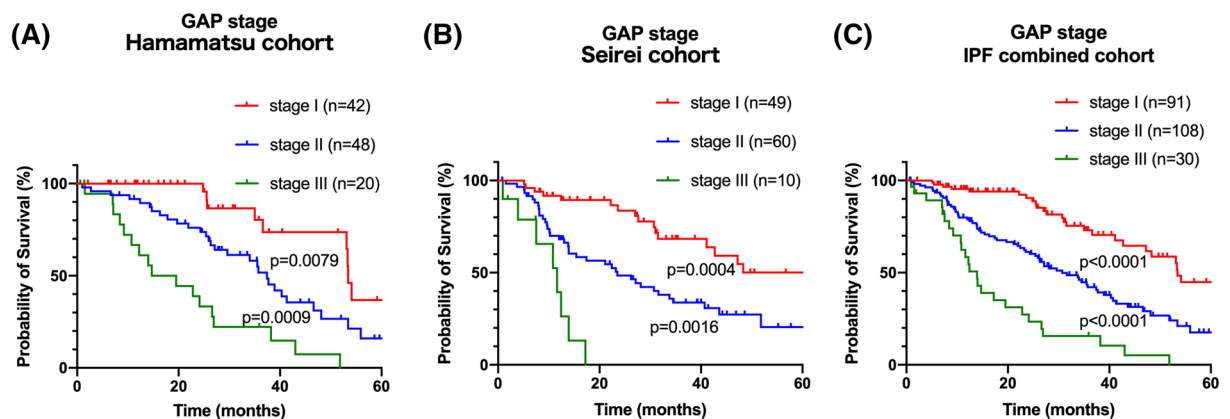 (A)
GAP stage
Hamamatsu cohort
stage I (n=42)
stage II (n=48)
stage III (n=20)
Probability of Survival (%)
100
50
0
p=0.0079
p=0.0009
0 20 40 60
Time (months)
(B)
GAP stage
Seirei cohort
stage I (n=49)
stage II (n=60)
stage III (n=10)
Probability of Survival (%)
100
50
0
p=0.0004
p=0.0016
0 20 40 60
Time (months)
(C)
GAP stage
IPF combined cohort
stage I (n=91)
stage II (n=108)
stage III (n=30)
Probability of Survival (%)
100
50
0
p<0.0001
p<0.0001
0 20 40 60
Time (months)